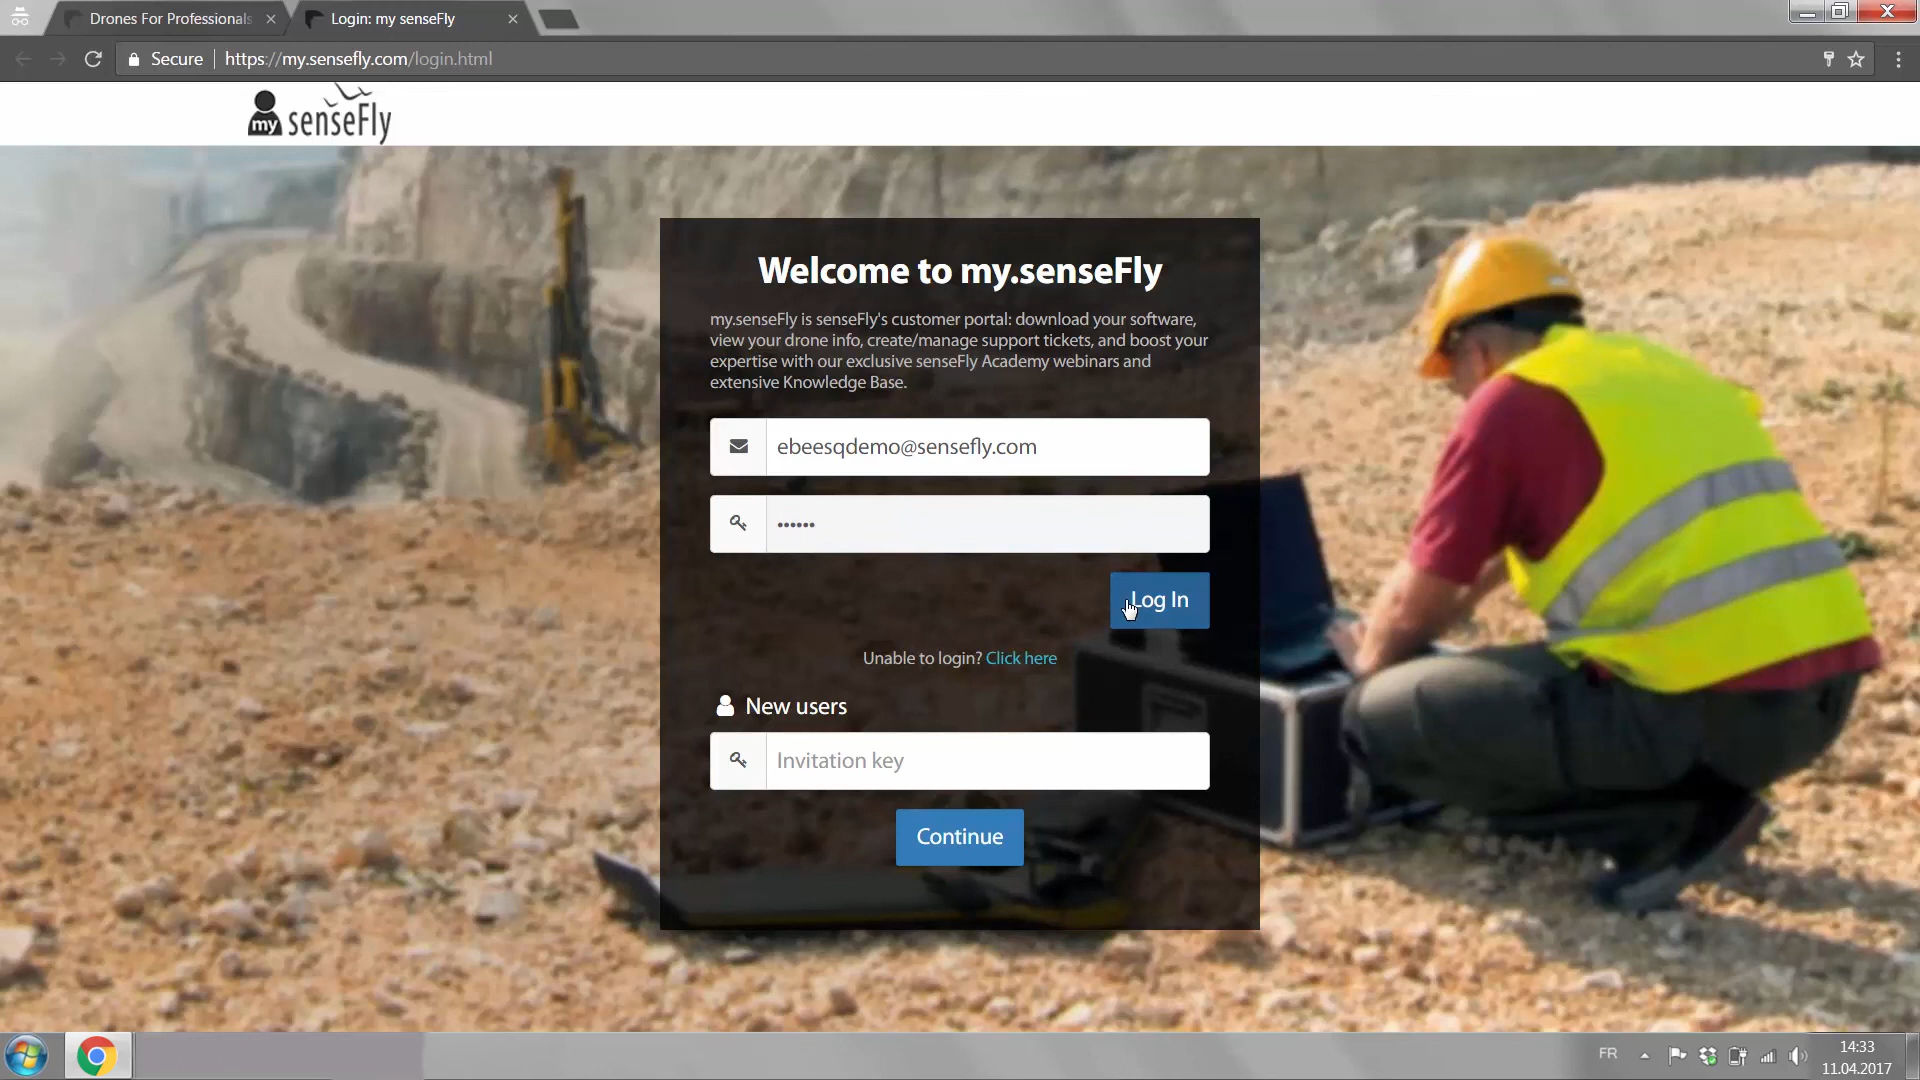 Drones For Professionals
Login: my senseFly
Secure
https://my.sensefly.com/login.html
my senseFly
Welcome to my.senseFly
my.senseFly is senseFly's customer portal: download your software,
view your drone info, create/manage support tickets, and boost your
expertise with our exclusive senseFly Academy webinars and
extensive Knowledge Base.
ebeesqdemo@sensefly.com
••••••
Log In
Unable to login? Click here
New users
Invitation key
Continue
FR
14:33
11.04.2017